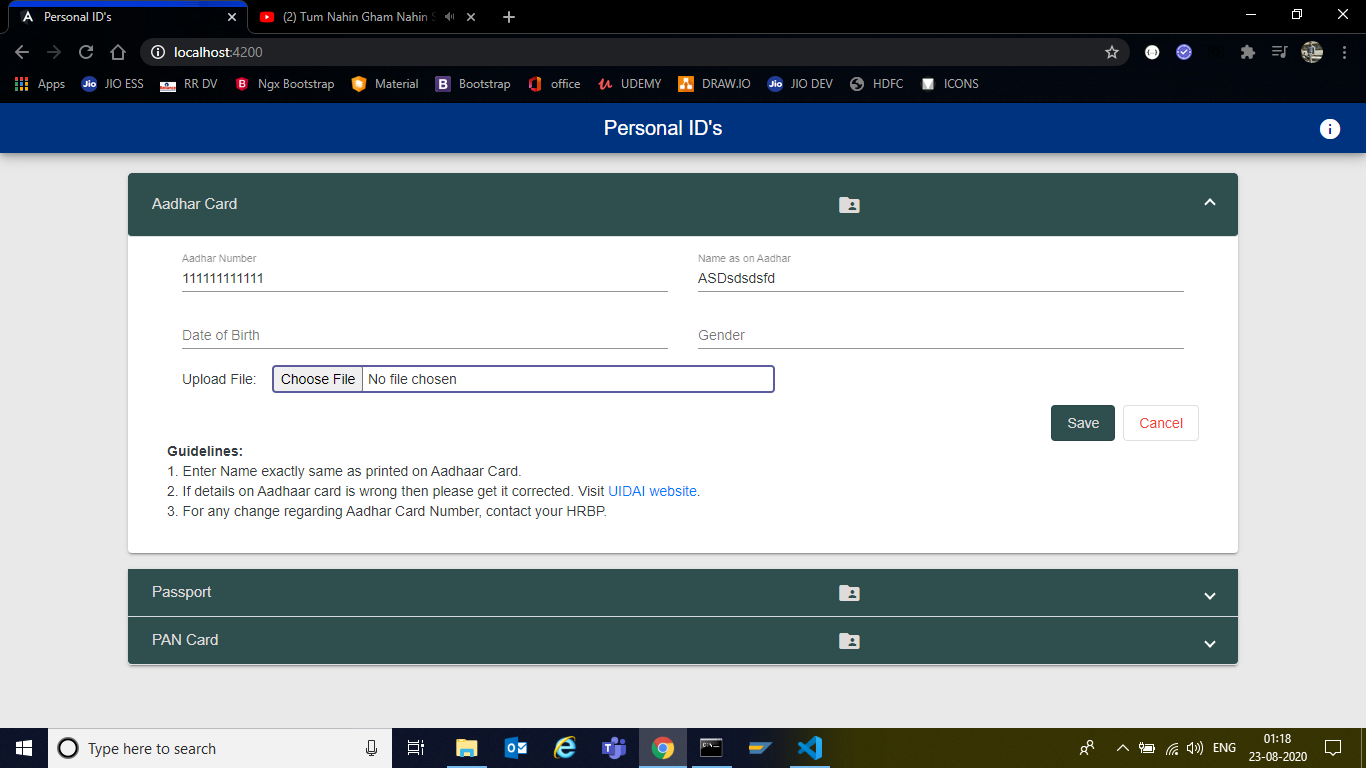 Personal ID's
(2) Tum Nahin Gham Nahin
localhost:4200
Apps JIO ESS RR DV Ngx Bootstrap Material Bootstrap office UDEMY DRAW.IO JIO DEV HDFC ICONS
Personal ID's
Aadhar Card
Aadhar Number Name as on Aadhar
111111111111 ASDsdsdsfd
Date of Birth Gender
Upload File: Choose File No file chosen
Save Cancel
Guidelines:
1. Enter Name exactly same as printed on Aadhaar Card.
2. If details on Aadhaar card is wrong then please get it corrected. Visit UIDAI website.
3. For any change regarding Aadhar Card Number, contact your HRBP.
Passport
PAN Card
Type here to search
ENG
01:18
23-08-2020